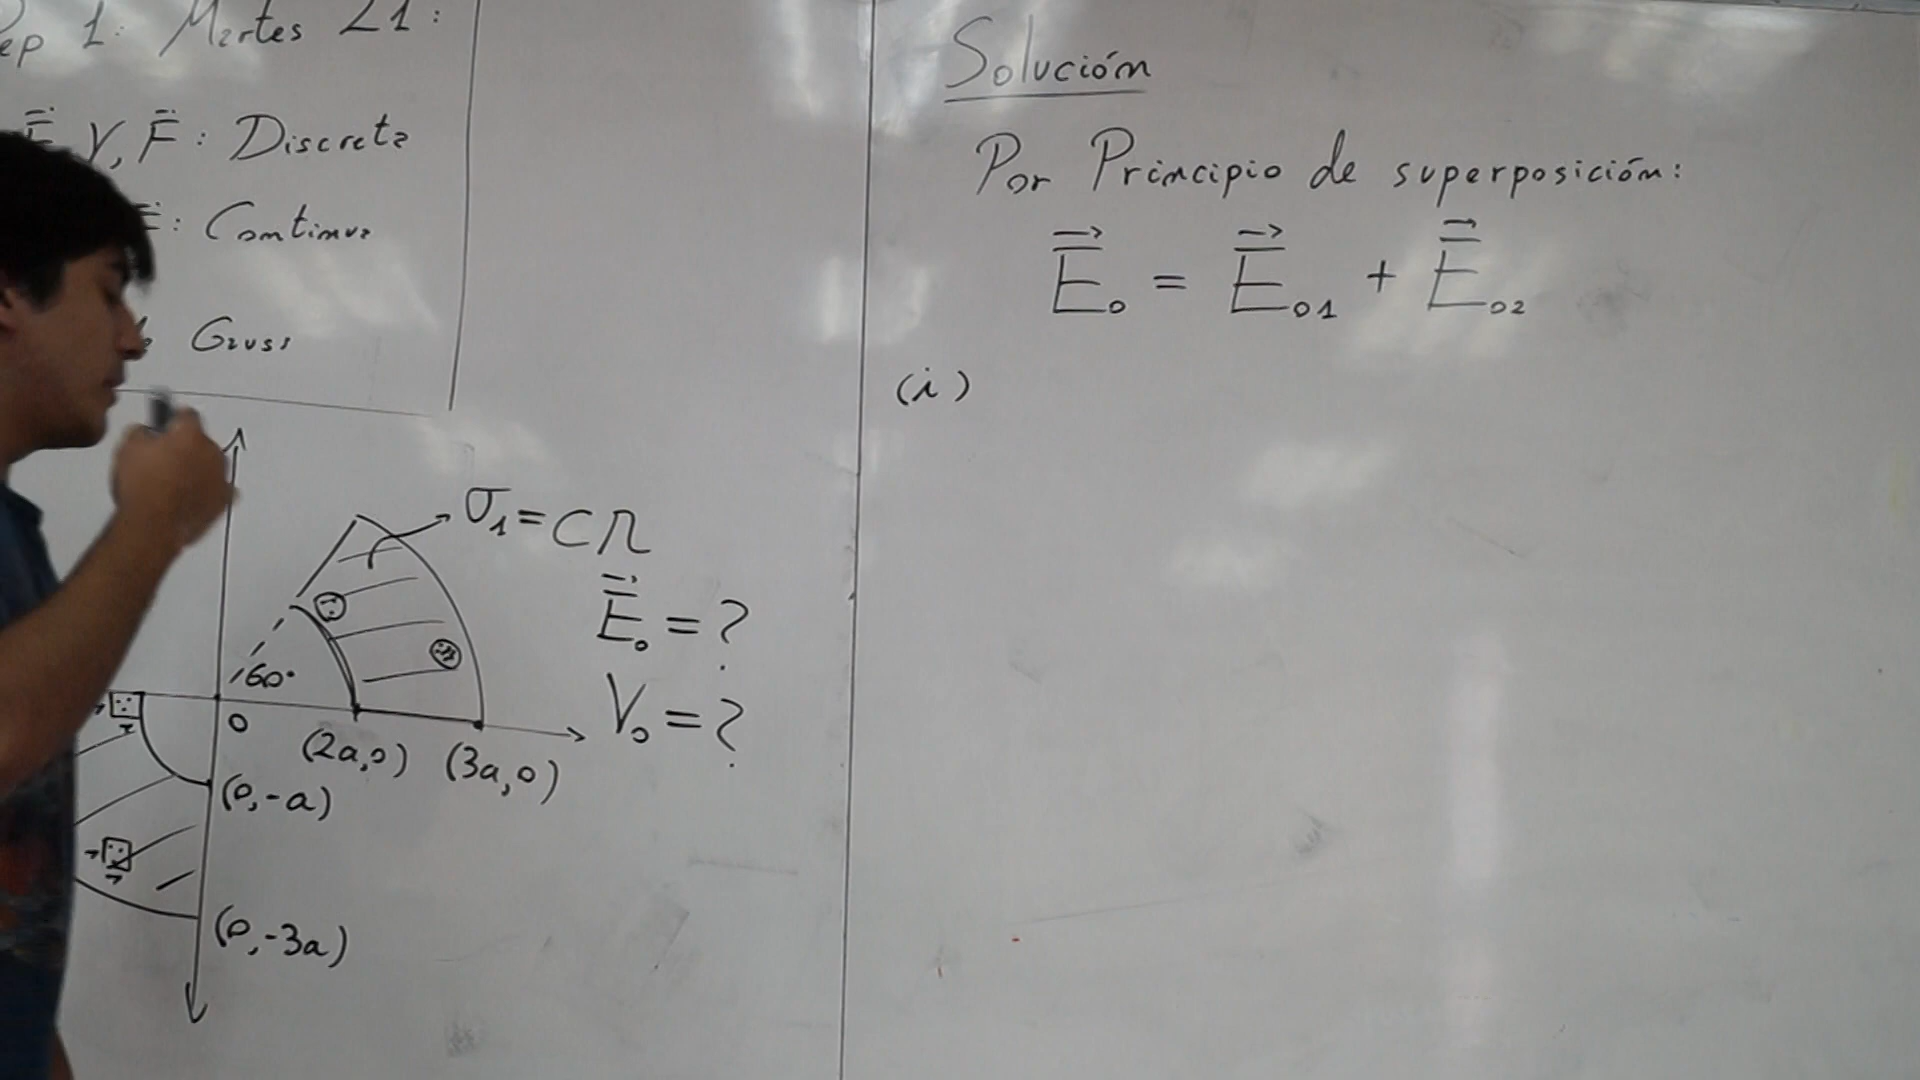 ep 1: Martes 21:
E, V, F: Discreta
E: Continua
Gauss
σ₁ = C r
E₀ = ?
60°
V₀ = ?
0
(2a,0) (3a,0)
(0,-a)
(0,-3a)
Solución
Por Principio de superposición:
E₀ = E₀₁ + E₀₂
(i)